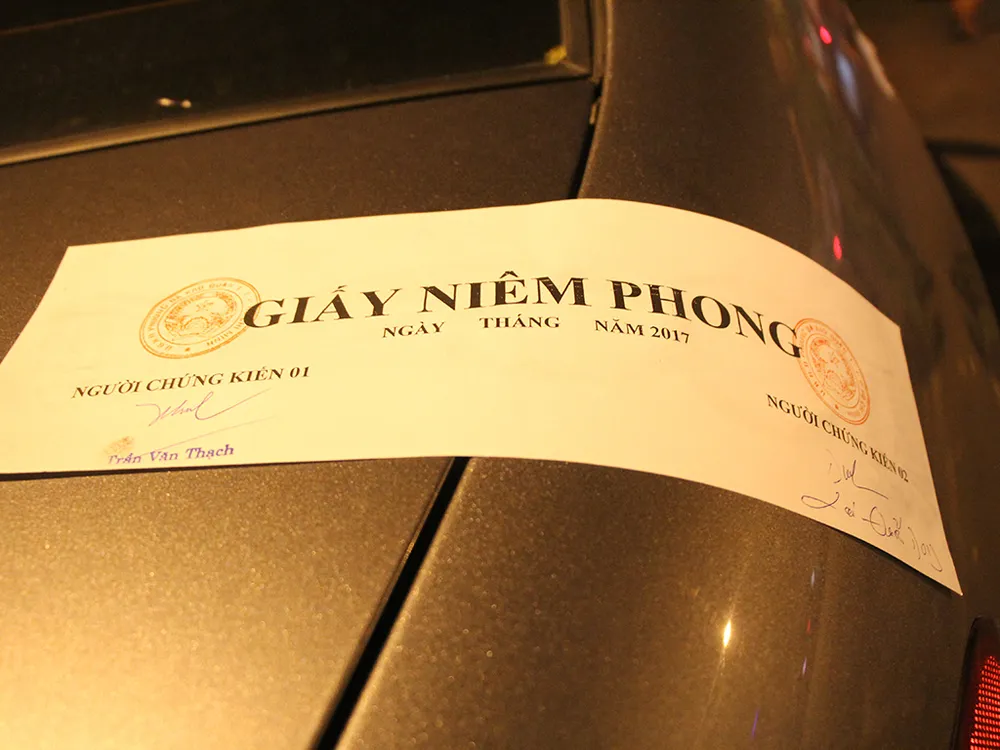 GIẤY NIÊM PHONG
NGÀY THÁNG NĂM 2017
NGƯỜI CHỨNG KIẾN 01
Trần Văn Thạch
NGƯỜI CHỨNG KIẾN 02